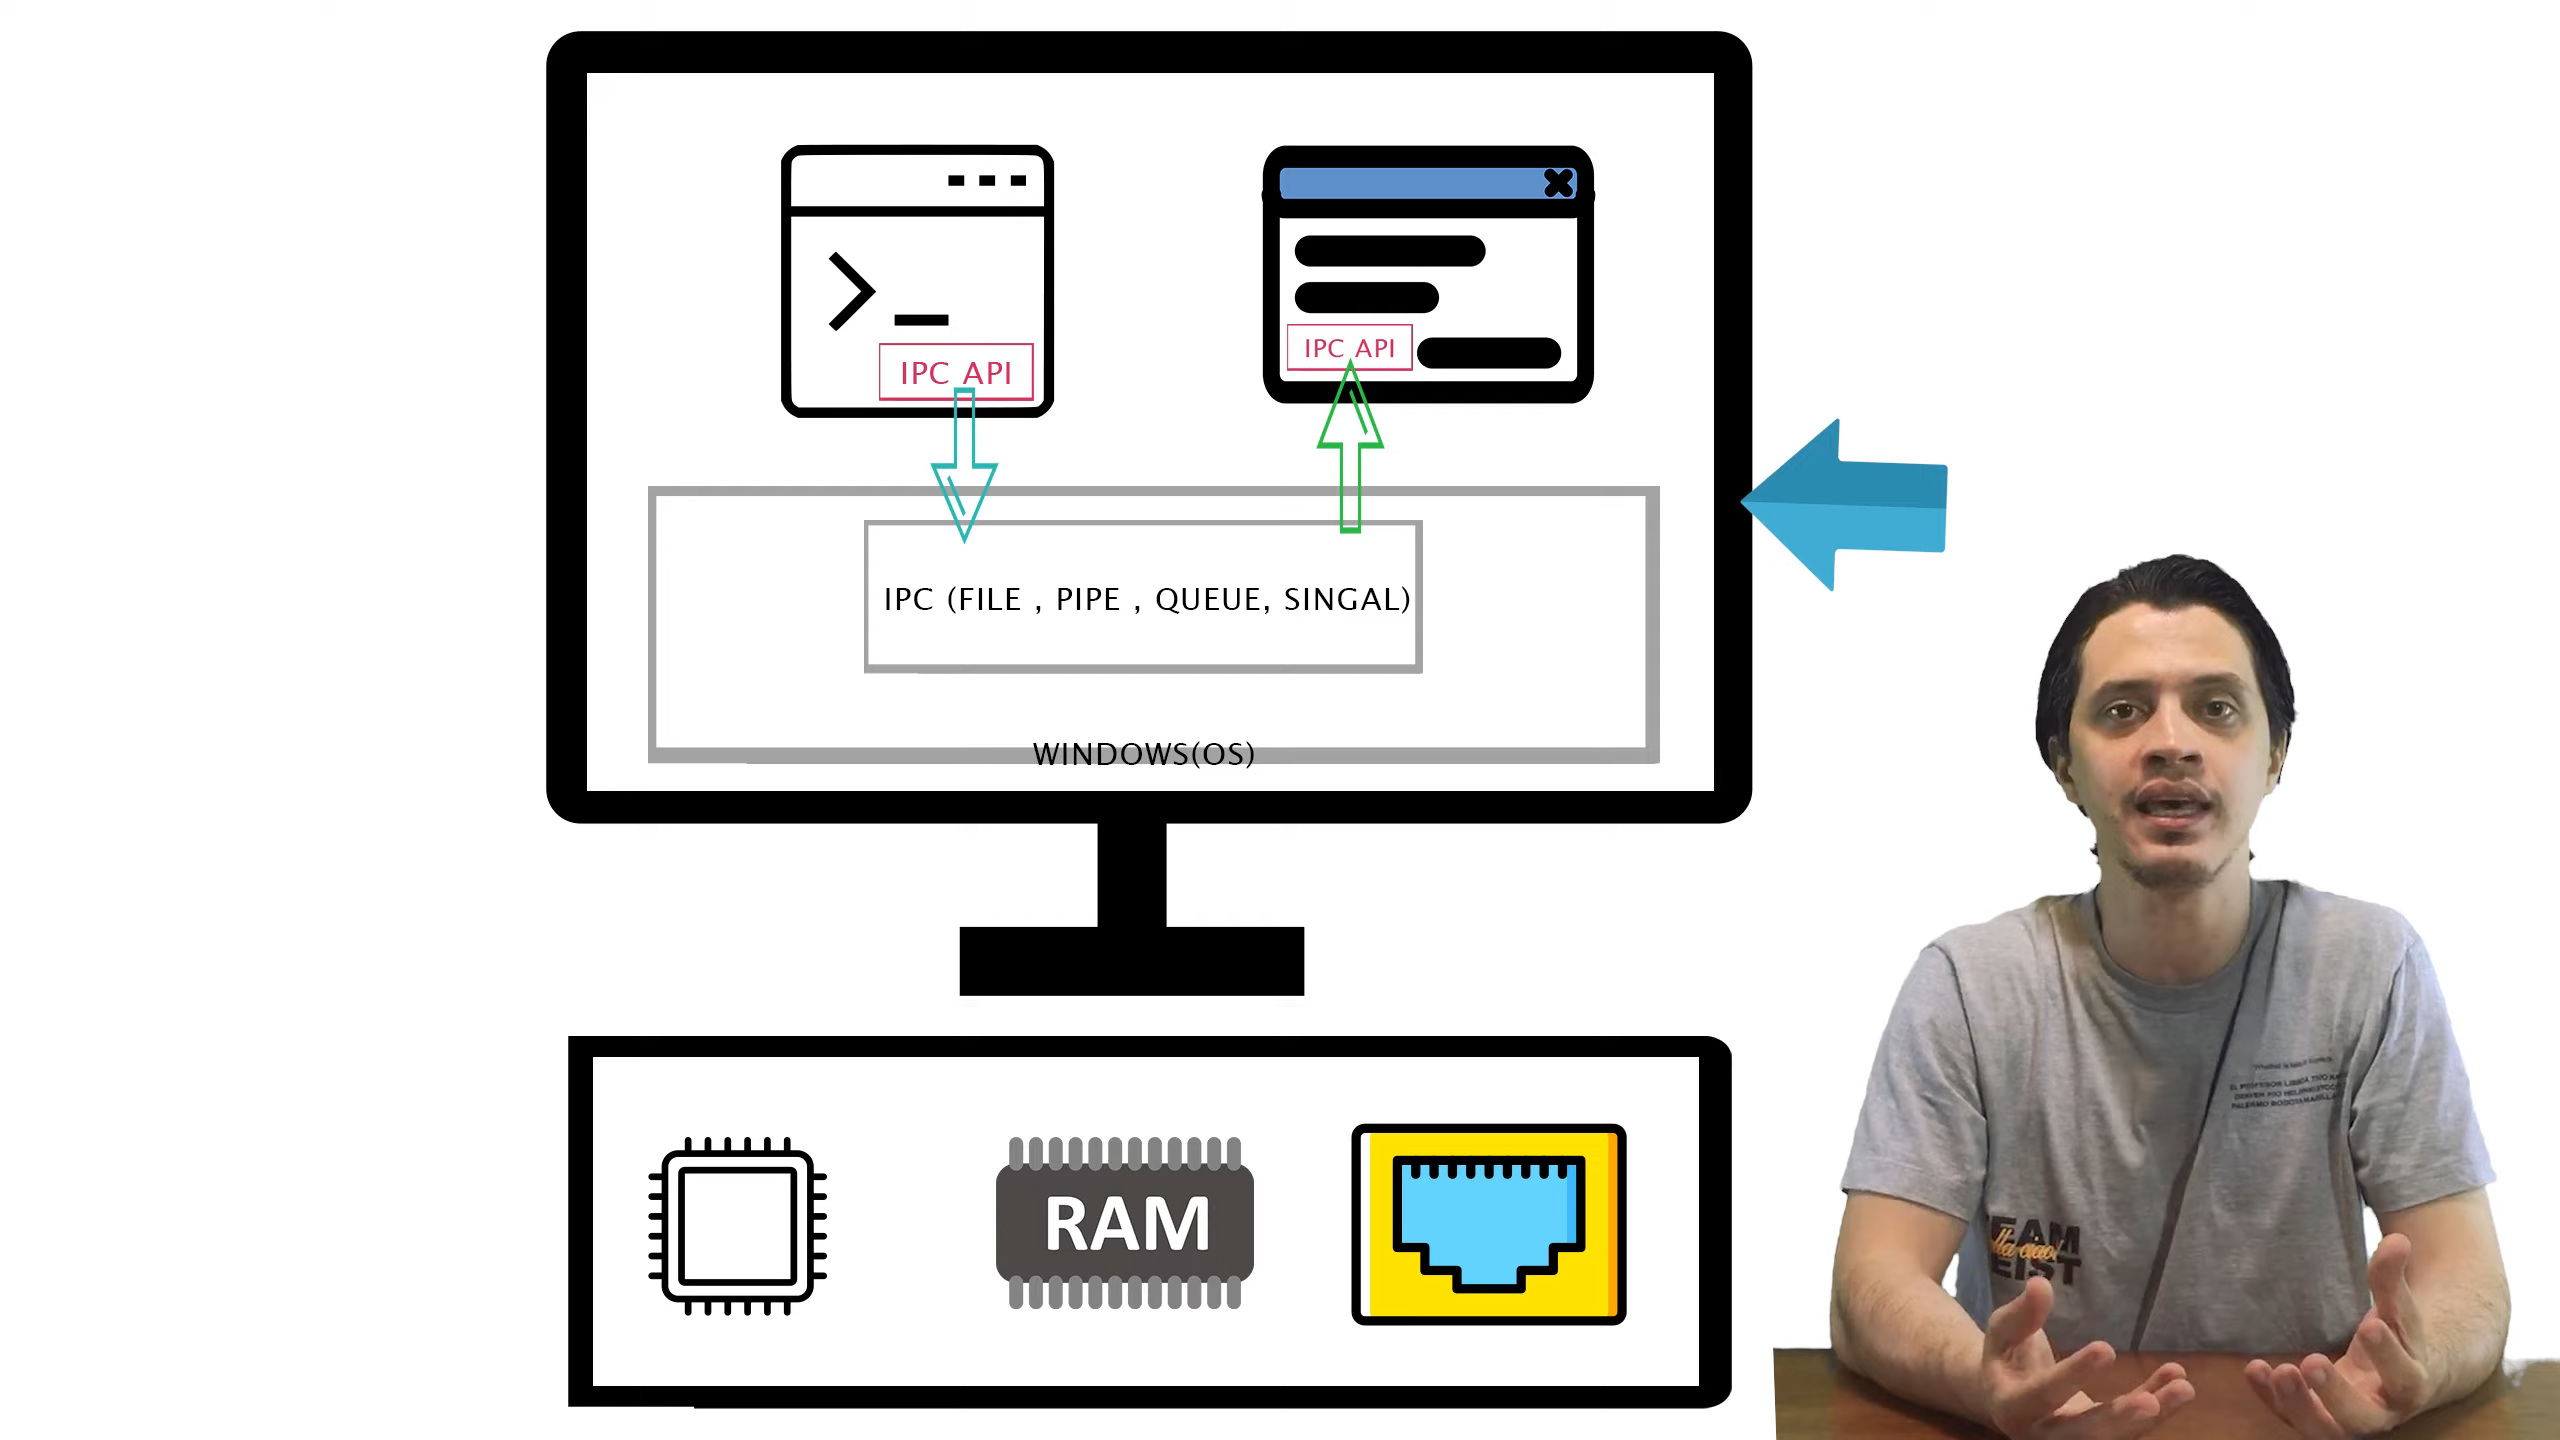 IPC API
IPC API
IPC (FILE , PIPE , QUEUE, SINGAL)
WINDOWS(OS)
RAM